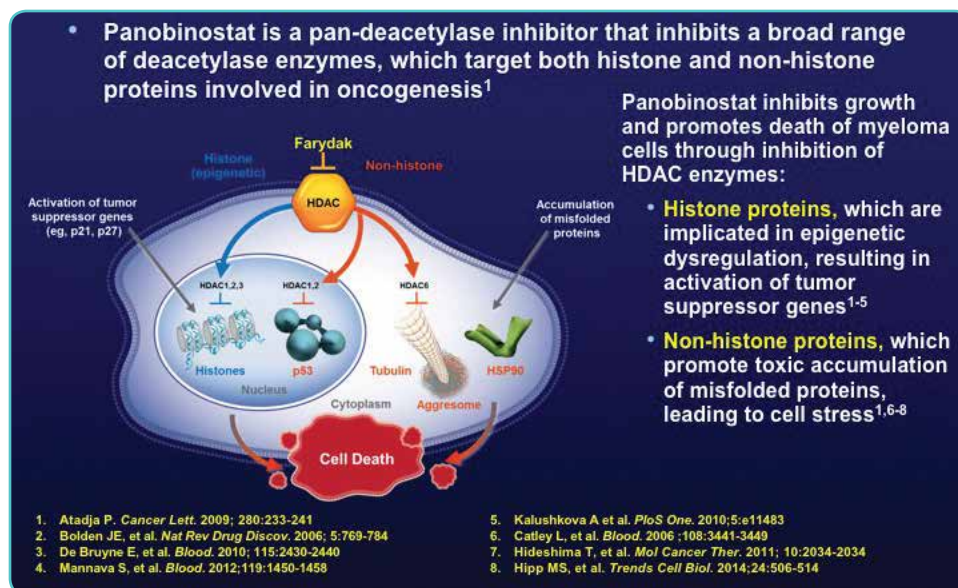 • Panobinostat is a pan-deacetylase inhibitor that inhibits a broad range
of deacetylase enzymes, which target both histone and non-histone
proteins involved in oncogenesis1
Panobinostat inhibits growth
and promotes death of myeloma
cells through inhibition of
HDAC enzymes:
• Histone proteins, which are
implicated in epigenetic
dysregulation, resulting in
activation of tumor
suppressor genes1-5
• Non-histone proteins, which
promote toxic accumulation
of misfolded proteins,
leading to cell stress1,6-8
Farydak
Histone
(epigenetic)
Non-histone
HDAC
Activation of tumor
suppressor genes
(eg, p21, p27)
Accumulation
of misfolded
proteins
HDAC1,2,3
HDAC1,2
HDAC6
Histones
p53
Tubulin
HSP90
Nucleus
Cytoplasm
Aggresome
Cell Death
1. Atadja P. Cancer Lett. 2009; 280:233-241
2. Bolden JE, et al. Nat Rev Drug Discov. 2006; 5:769-784
3. De Bruyne E, et al. Blood. 2010; 115:2430-2440
4. Mannava S, et al. Blood. 2012;119:1450-1458
5. Kalushkova A et al. PloS One. 2010;5:e11483
6. Catley L, et al. Blood. 2006 ;108:3441-3449
7. Hideshima T, et al. Mol Cancer Ther. 2011; 10:2034-2034
8. Hipp MS, et al. Trends Cell Biol. 2014;24:506-514